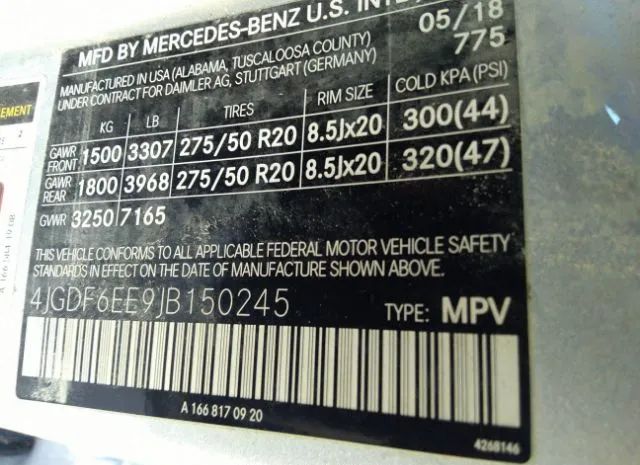 MFD BY MERCEDES-BENZ U.S.
05/18
775
MANUFACTURED IN USA (ALABAMA, TUSCALOOSA COUNTY)
UNDER CONTRACT FOR DAIMLER AG, STUTTGART (GERMANY)
KG LB TIRES RIM SIZE COLD KPA(PSI)
GAWR FRONT 1500 3307 275/50 R20 8.5Jx20 300(44)
GAWR REAR 1800 3968 275/50 R20 8.5Jx20 320(47)
GVWR 3250 7165
THIS VEHICLE CONFORMS TO ALL APPLICABLE FEDERAL MOTOR VEHICLE SAFETY
STANDARDS IN EFFECT ON THE DATE OF MANUFACTURE SHOWN ABOVE.
4JGDF6EE9JB150245 TYPE: MPV
A 166 817 09 20
4268146